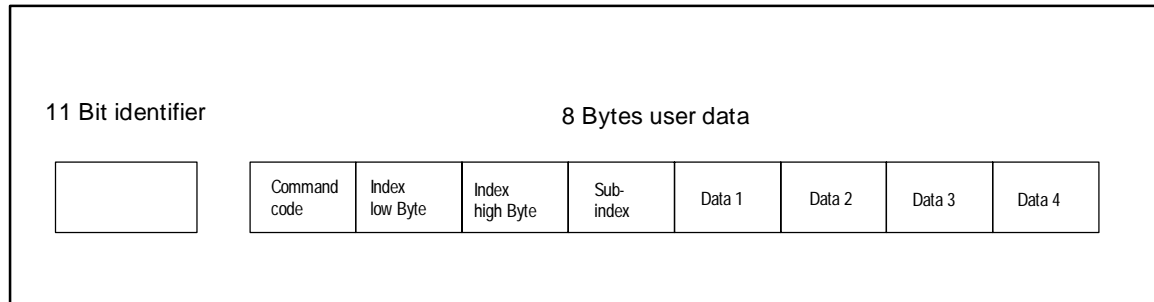 11 Bit identifier
8 Bytes user data
Command
code
Index
low Byte
Index
high Byte
Sub-
index
Data 1
Data 2
Data 3
Data 4